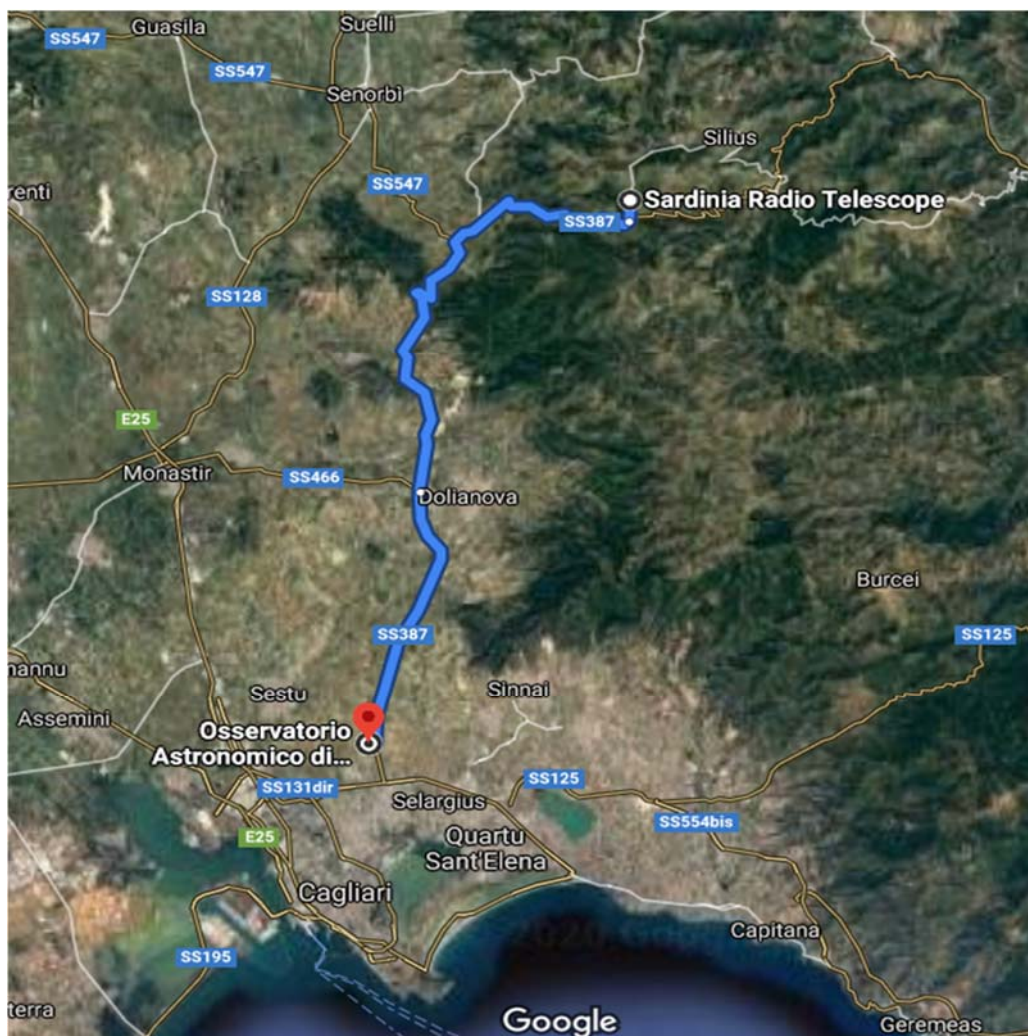 SS547
Guasila
Suelli
SS547
Senorbì
Silius
SS547
renti
Sardinia Radio Telescope
SS387
SS128
E25
Monastir
SS466
Dolianova
Burcei
SS387
SS125
nannu
Sestu
Sinnai
Assemini
Osservatorio
Astronomico di...
SS131dir
SS125
Selargius
SS554bis
E25
Quartu
Sant'Elena
Cagliari
Capitana
SS195
terra
Google
Geremeas